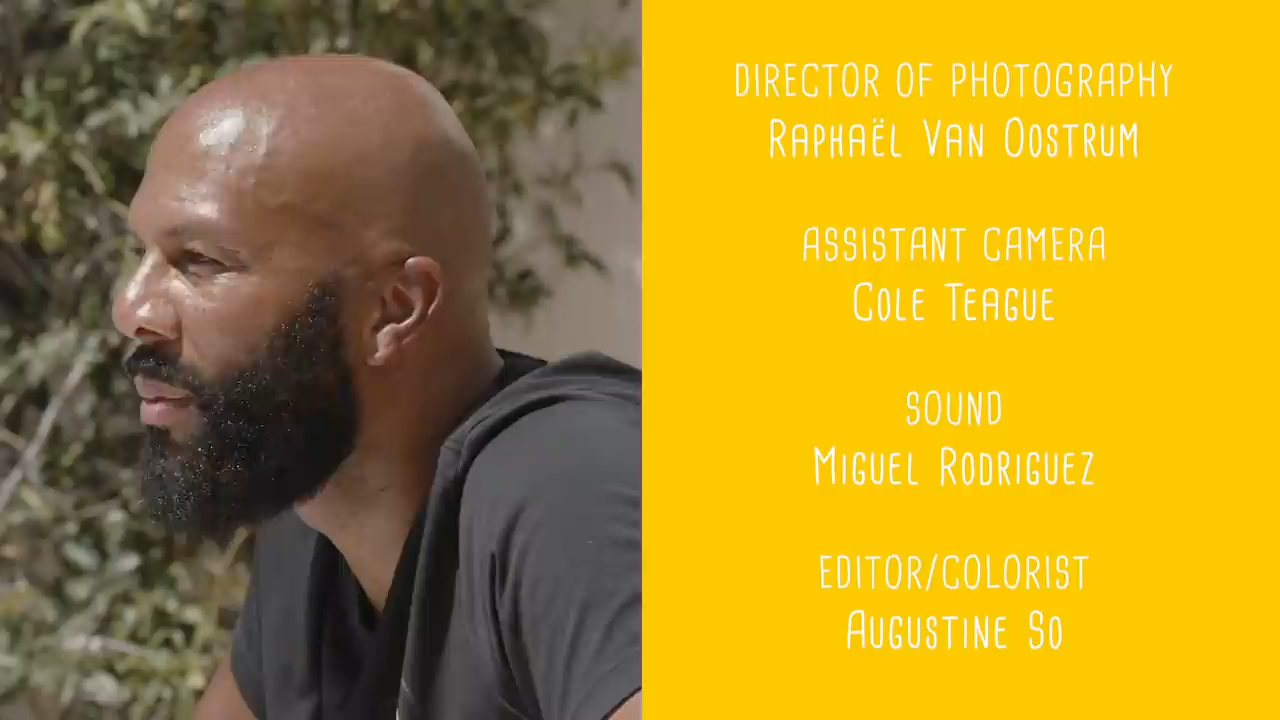 DIRECTOR OF PHOTOGRAPHY
RAPHAËL VAN OOSTRUM
ASSISTANT CAMERA
COLE TEAGUE
SOUND
MIGUEL RODRIGUEZ
EDITOR/COLORIST
AUGUSTINE SO